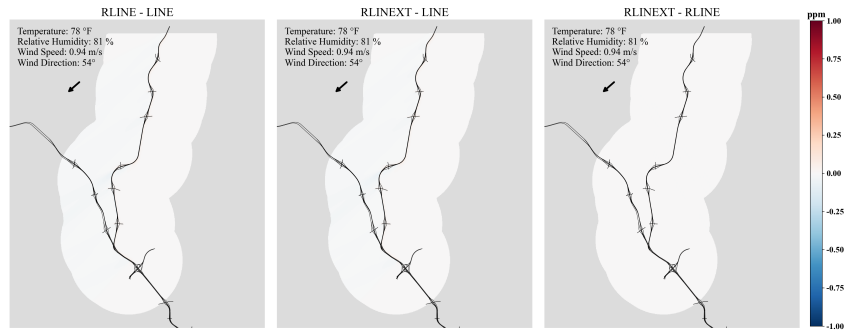 RLINE - LINE
Temperature: 78 °F
Relative Humidity: 81 %
Wind Speed: 0.94 m/s
Wind Direction: 54°
RLINEXT - LINE
Temperature: 78 °F
Relative Humidity: 81 %
Wind Speed: 0.94 m/s
Wind Direction: 54°
RLINEXT - RLINE
Temperature: 78 °F
Relative Humidity: 81 %
Wind Speed: 0.94 m/s
Wind Direction: 54°
ppm
1.00
0.75
0.50
0.25
0.00
-0.25
-0.50
-0.75
-1.00